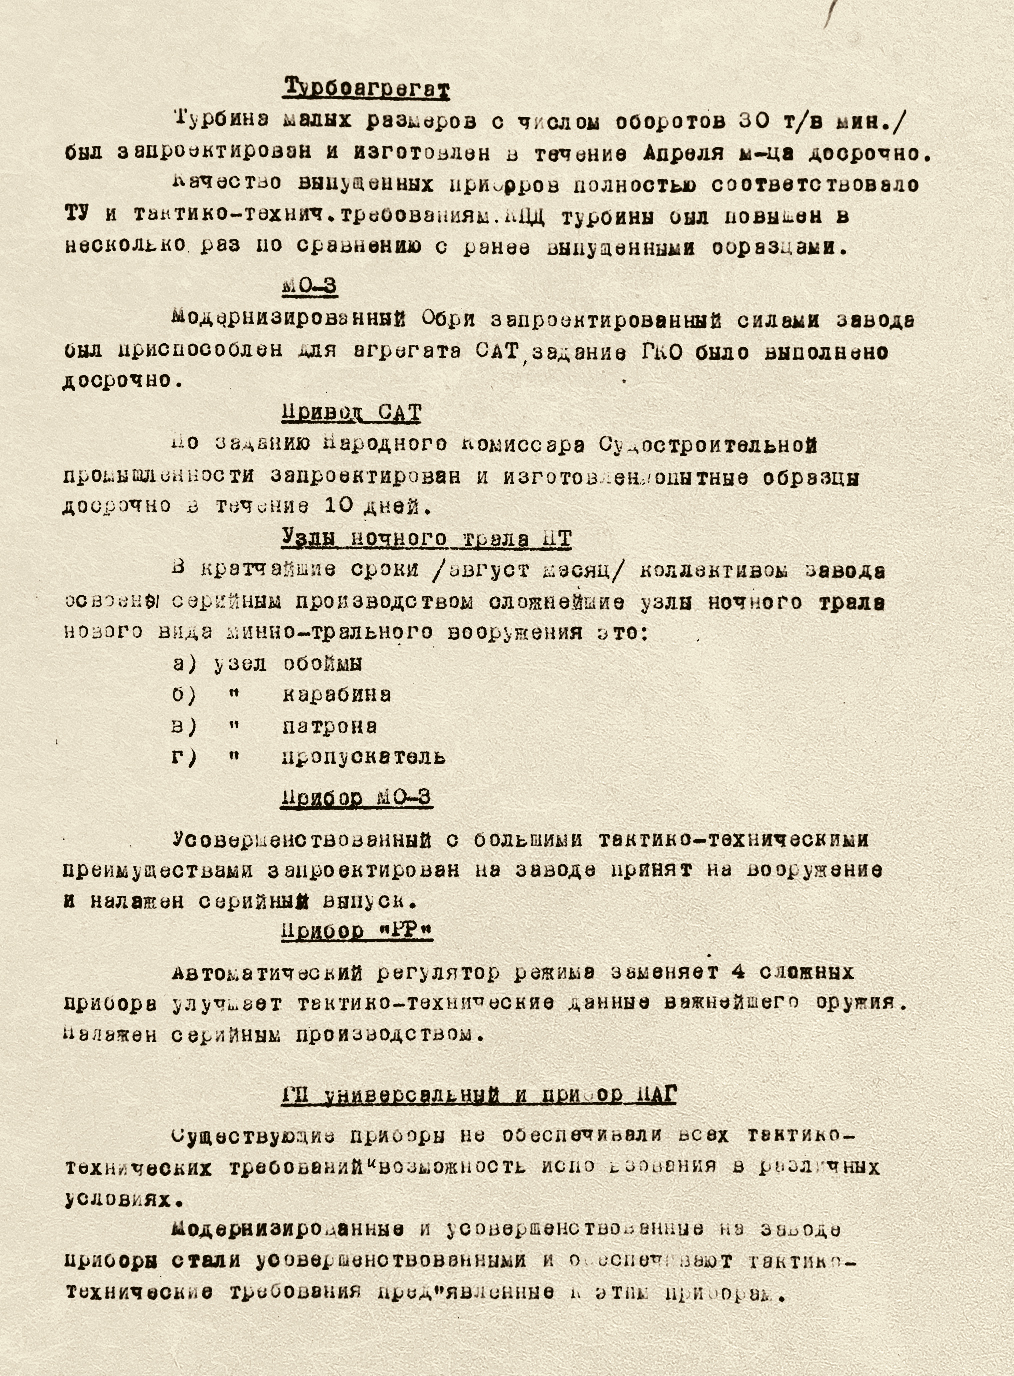 Турбоагрегат
Турбина малых размеров с числом оборотов 30 т/в мин./
был запроектирован и изготовлен в течение Апреля м-ца досрочно.
Качество выпущенных приборров полностью соответствовало
ТУ и тактико-технич.требованиям.КПД турбины был повышен в
несколько раз по сравнению с ранее выпущенными образцами.
МО-3
Модернизированный Обри запроектированный силами завода
был приспособлен для агрегата САТ,задание ГКО было выполнено
досрочно.
Привод САТ
По заданию Народного Комиссара Судостроительной
промышленности запроектирован и изготовлен/опытные образцы
досрочно в течение 10 дней.
Узлы ночного трала НТ
В кратчайшие сроки /август месяц/ коллективом завода
освоены серийным производством сложнейшие узлы ночного трала
нового вида минно-трального вооружения это:
а) узел обоймы
б) " карабина
в) " патрона
г) " пропускатель
Прибор МО-3
Усовершенствованный с большими тактико-техническими
преимуществами запроектирован на заводе принят на вооружение
и налажен серийный выпуск.
Прибор "РР"
Автоматический регулятор режима заменяет 4 сложных
прибора улучшает тактико-технические данные важнейшего оружия.
Налажен серийным производством.
ГП универсальный и прибор ПАГ
Существующие приборы не обеспечивали всех тактико-
технических требований"возможность использования в различных
условиях.
Модернизированные и усовершенствованные на заводе
приборы стали усовершенствованными и обеспечивают тактико-
технические требования пред"явленные к этим приборам.